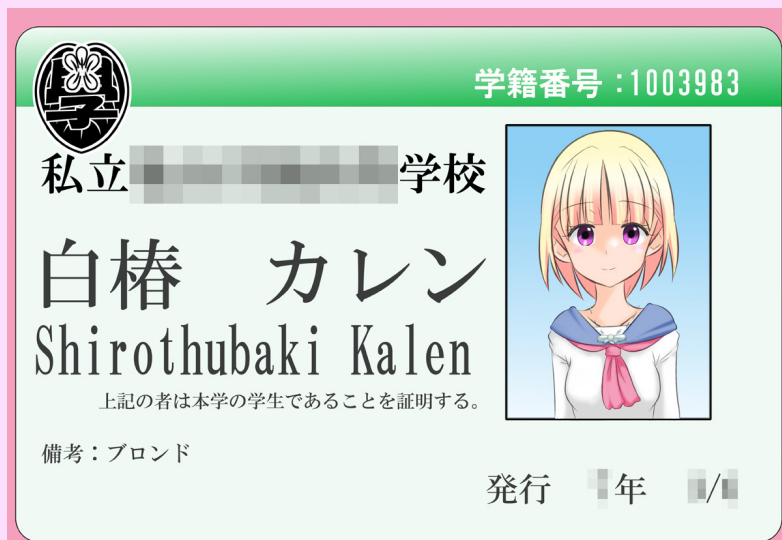 学籍番号:1003983
私立 学校
白椿 カレン
Shirothubaki Kalen
上記の者は本学の学生であることを証明する。
備考：ブロンド
発行 年 /